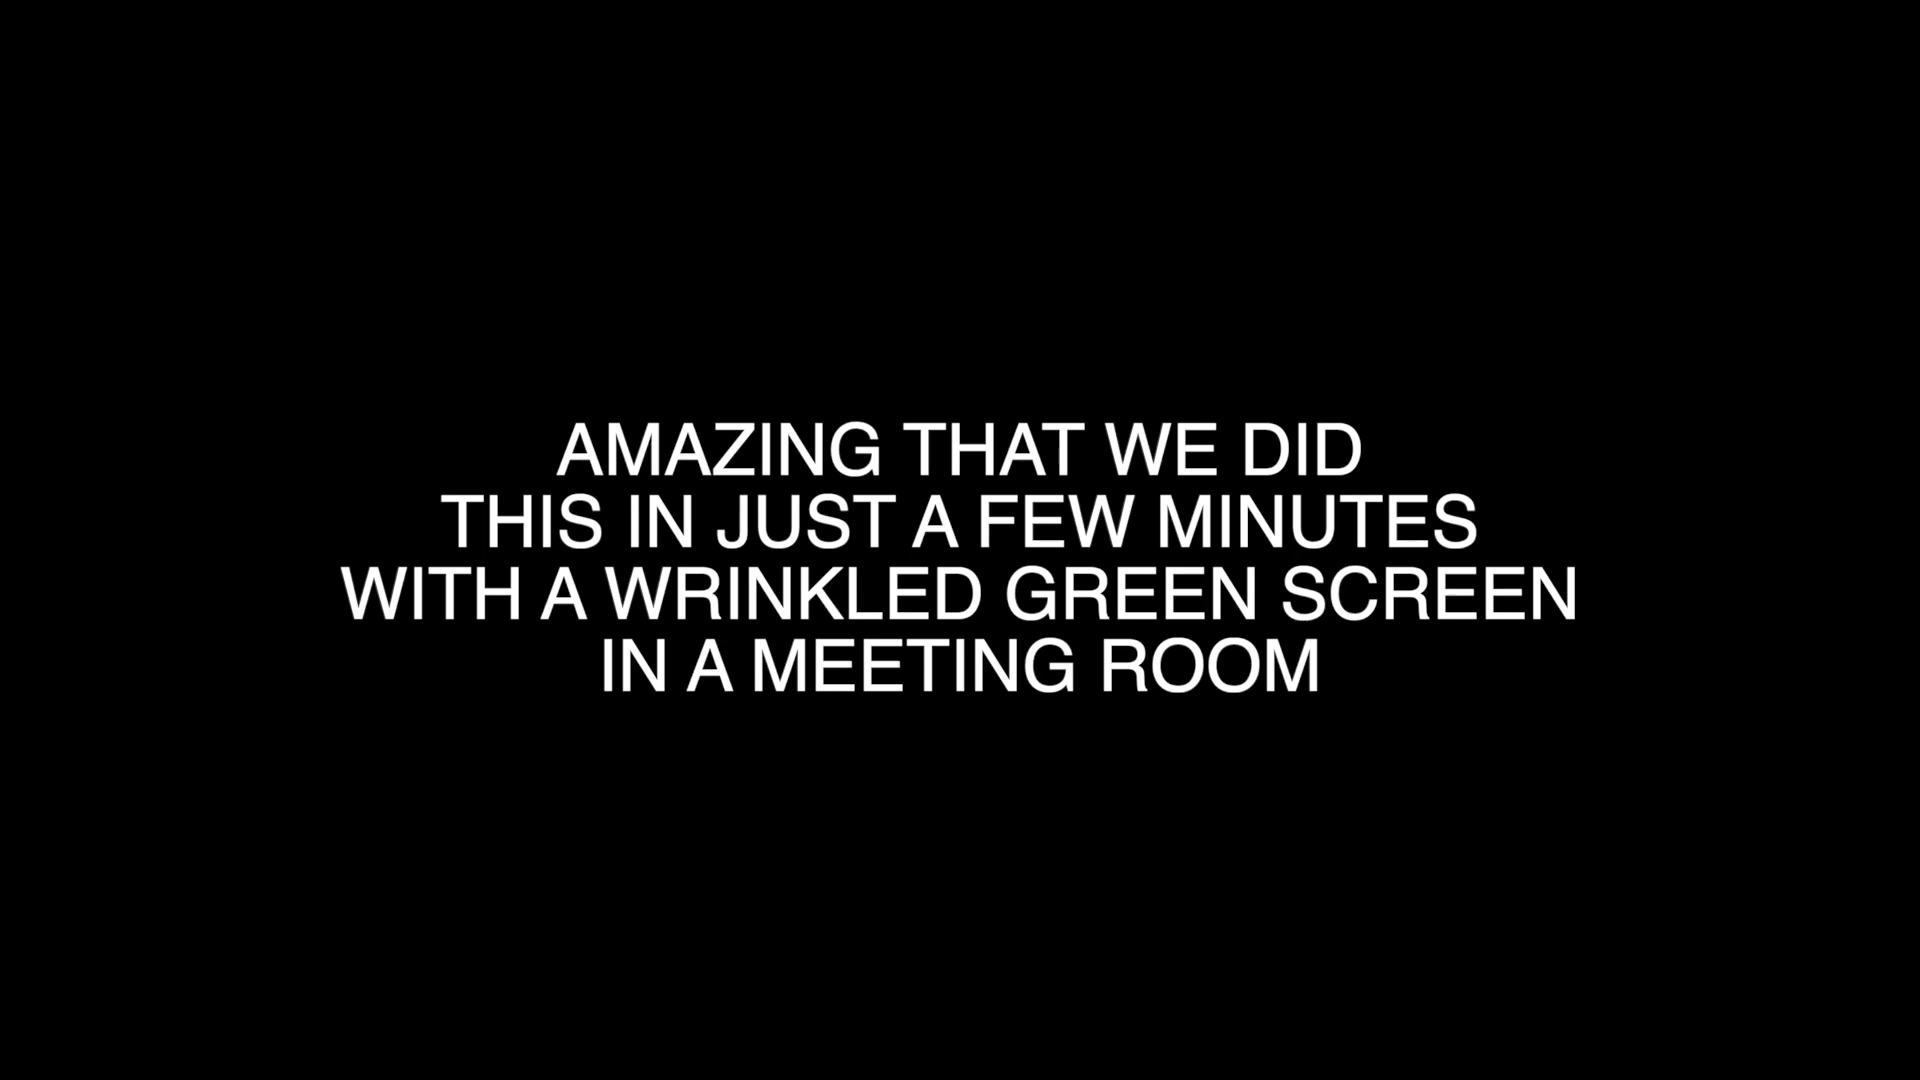 AMAZING THAT WE DID
THIS IN JUST A FEW MINUTES
WITH A WRINKLED GREEN SCREEN
IN A MEETING ROOM